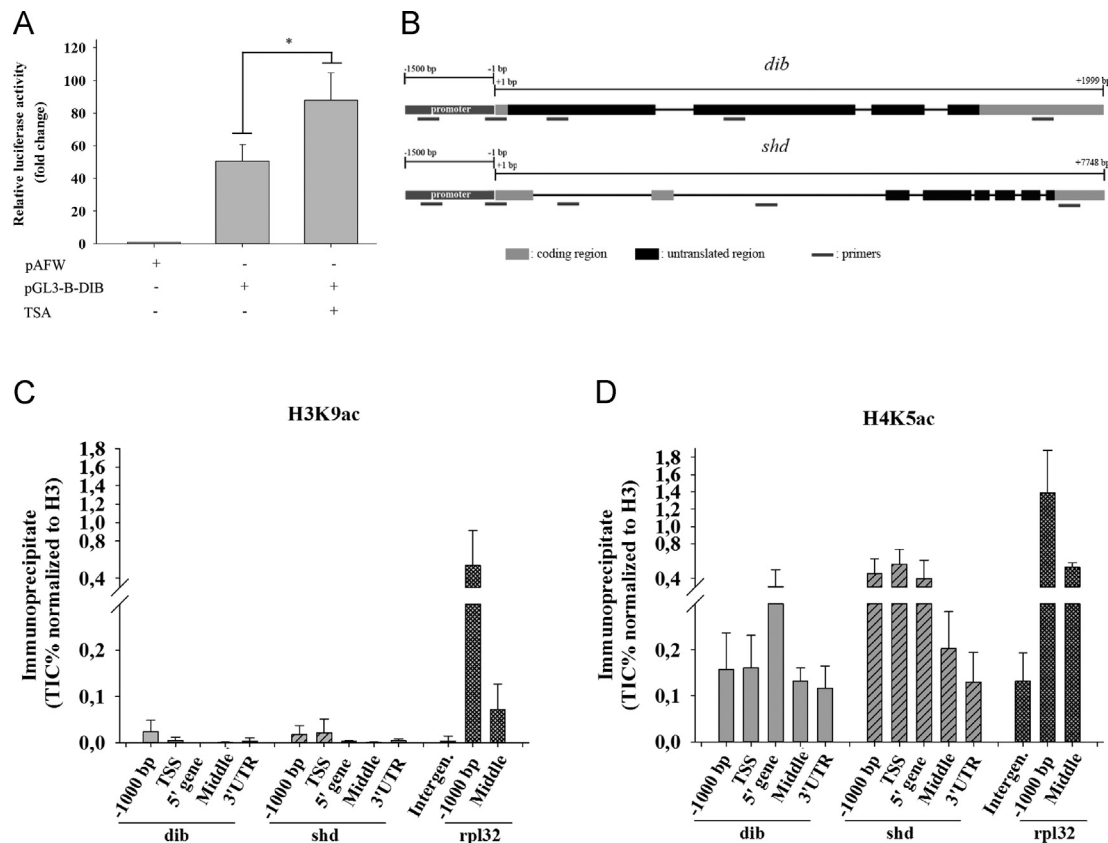 A
Relative luciferase activity
(fold change)
120
100
80
60
40
20
0
*
pAFW + - -
pGL3-B-DIB - + +
TSA - - +
B
dib
-1500 bp
-1 bp
+1 bp
+1999 bp
promoter
shd
-1500 bp
-1 bp
+1 bp
+7748 bp
promoter
: coding region
: untranslated region
: primers
C
H3K9ac
Immunoprecipitate
(TIC% normalized to H3)
1,8
1,6
1,4
1,2
1,0
0,8
0,6
0,4
0,2
0,1
0,0
-1000 bp
TSS
5' gene
Middle
3'UTR
-1000 bp
TSS
5' gene
Middle
3'UTR
Intergen.
-1000 bp
Middle
dib
shd
rpl32
D
H4K5ac
Immunoprecipitate
(TIC% normalized to H3)
1,8
1,6
1,4
1,2
1,0
0,8
0,6
0,4
0,2
0,1
0,0
-1000 bp
TSS
5' gene
Middle
3'UTR
-1000 bp
TSS
5' gene
Middle
3'UTR
Intergen.
-1000 bp
Middle
dib
shd
rpl32